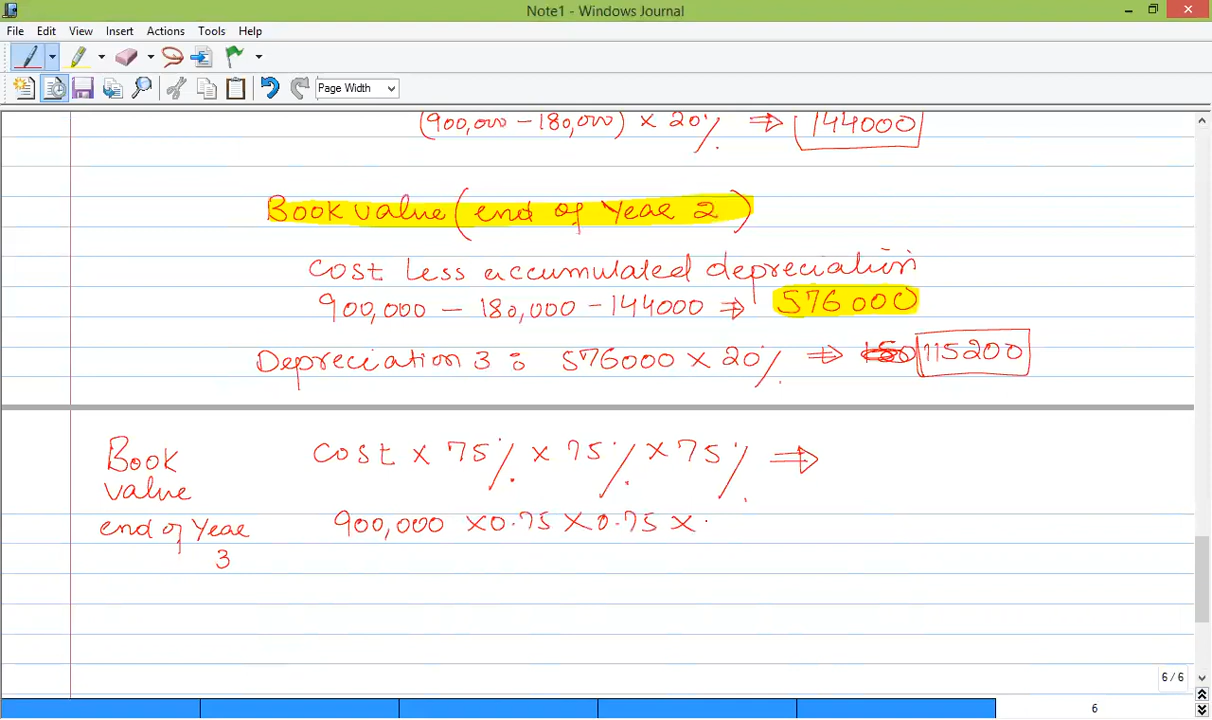 Note1 - Windows Journal
File Edit View Insert Actions Tools Help
Page Width
(900,000 - 180,000) × 20% ⇒ 144000
Book value (end of Year 2)
Cost Less accumulated depreciation
900,000 - 180,000 - 144000 ⇒ 576000
Depreciation 3 : 576000 × 20% ⇒ 115200
Book
value
end of Year
3
Cost × 75% × 75% × 75% ⇒
900,000 × 0.75 × 0.75 × .
6 / 6
6